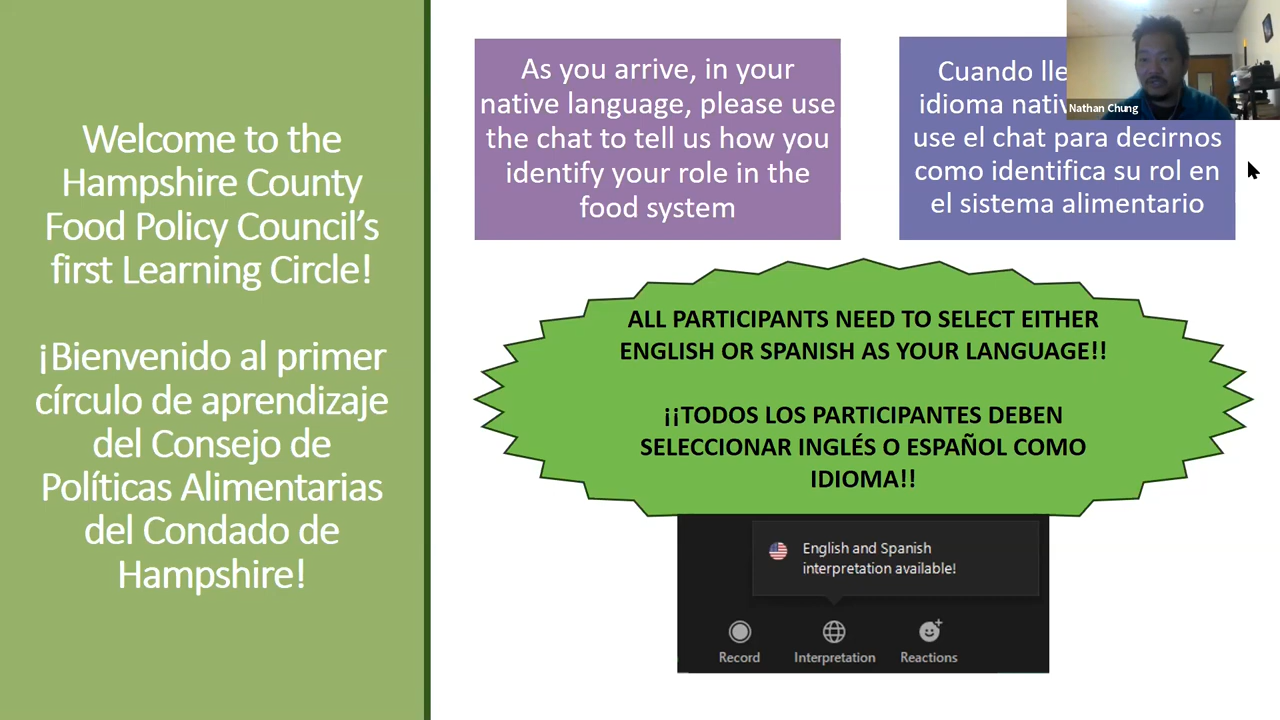 Welcome to the
Hampshire County
Food Policy Council’s
first Learning Circle!
¡Bienvenido al primer
círculo de aprendizaje
del Consejo de
Políticas Alimentarias
del Condado de
Hampshire!
As you arrive, in your
native language, please use
the chat to tell us how you
identify your role in the
food system
Cuando
idioma
use el chat para decirnos
como identifica su rol en
el sistema alimentario
Nathan Chung
ALL PARTICIPANTS NEED TO SELECT EITHER
ENGLISH OR SPANISH AS YOUR LANGUAGE!!
¡¡TODOS LOS PARTICIPANTES DEBEN
SELECCIONAR INGLÉS O ESPAÑOL COMO
IDIOMA!!
English and Spanish
interpretation available!
Record
Interpretation
Reactions